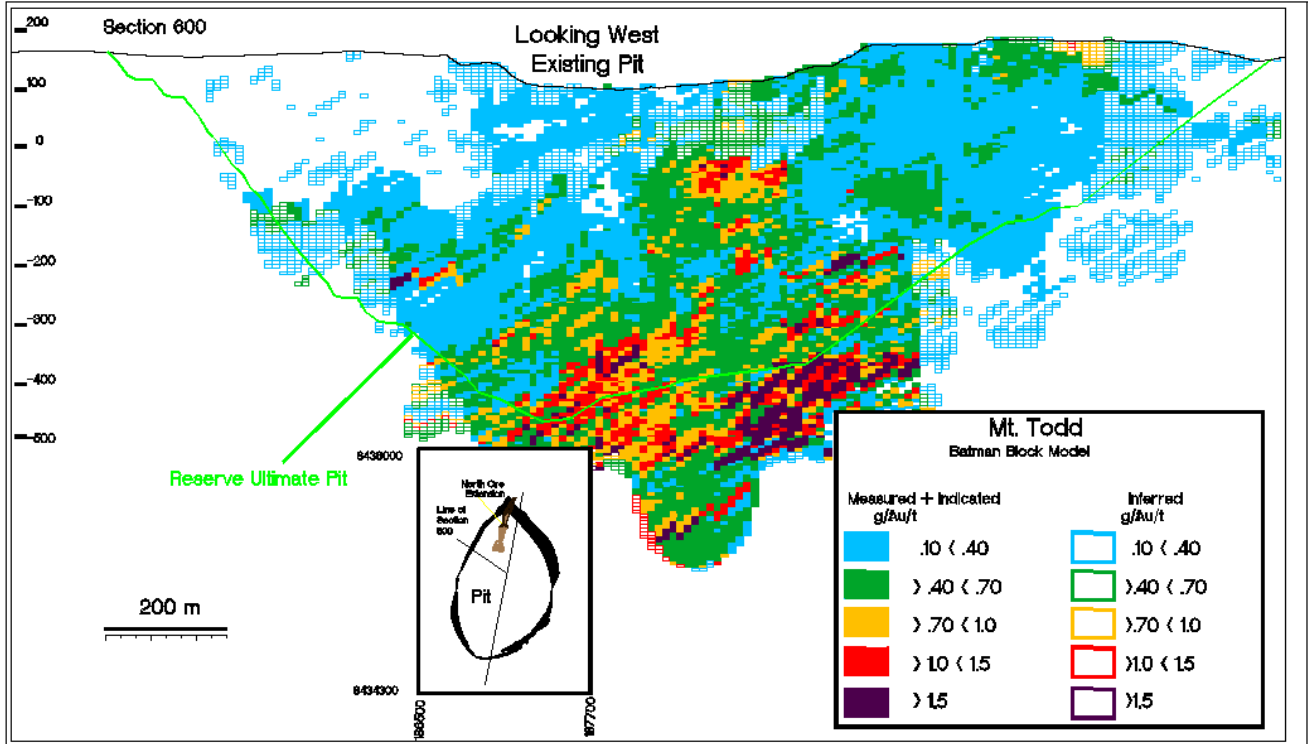 Section 600
Looking West
Existing Pit
200
100
0
-100
-200
-300
-400
-500
Reserve Ultimate Pit
200 m
8436000
North Ore
Extension
Line of
Section
600
Pit
8434300
187700
Mt. Todd
Batman Block Model
Measured + Indicated
g/Au/t
Inferred
g/Au/t
.10 < .40
.10 < .40
> .40 < .70
>.40 < .70
> .70 < 1.0
>.70 < 1.0
> 1.0 < 1.5
>1.0 < 1.5
> 1.5
>1.5